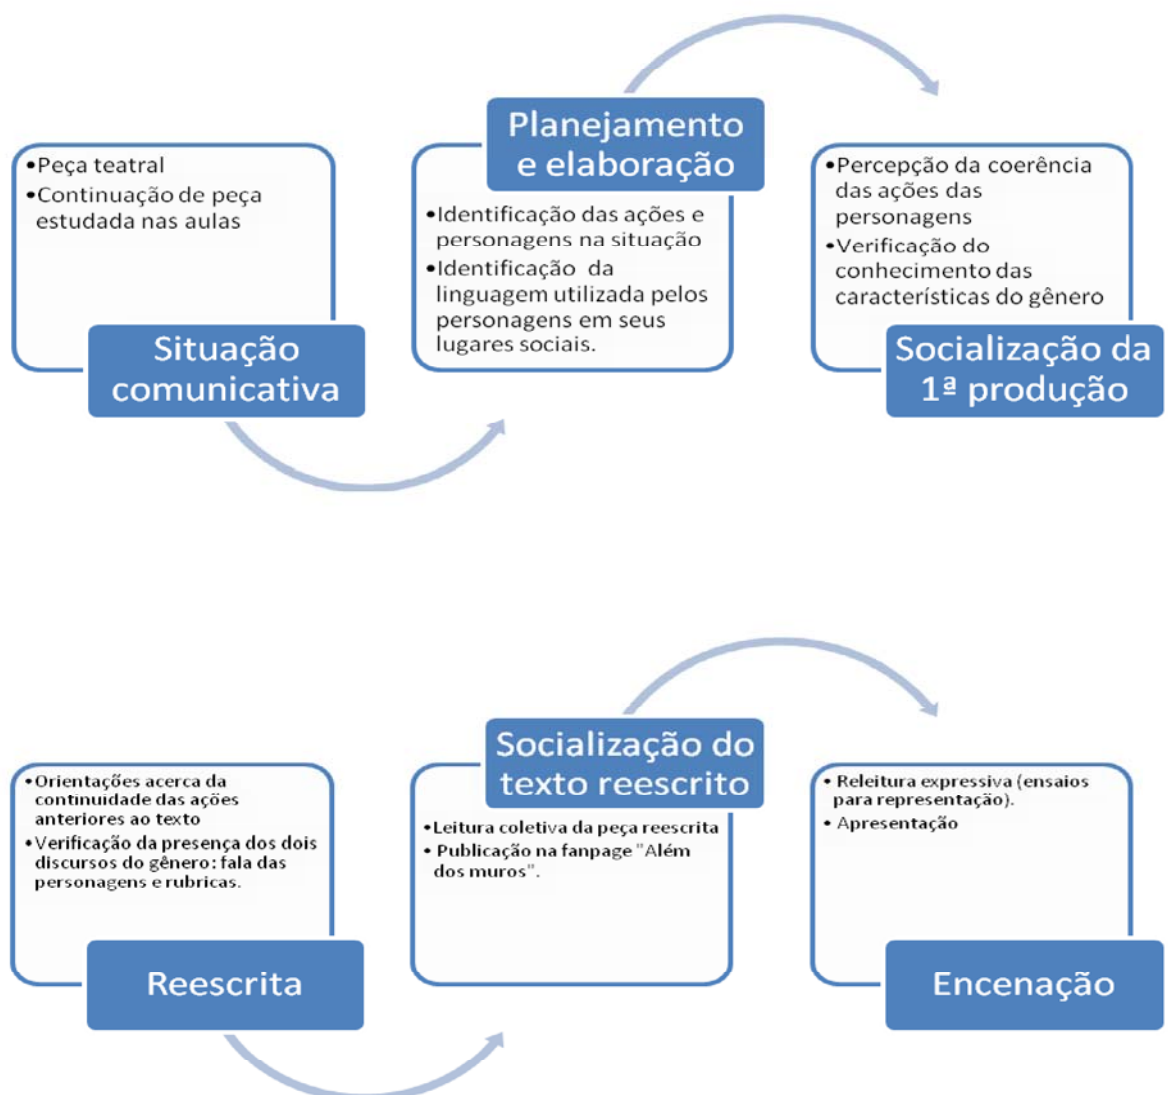 •Peça teatral
•Continuação de peça
estudada nas aulas
Situação
comunicativa
Planejamento
e elaboração
•Identificação das ações e
personagens na situação
•Identificação da
linguagem utilizada pelos
personagens em seus
lugares sociais.
•Percepção da coerência
das ações das
personagens
•Verificação do
conhecimento das
características do gênero
Socialização da
1ª produção
•Orientações acerca da
continuidade das ações
anteriores ao texto
•Verificação da presença dos dois
discursos do gênero: fala das
personagens e rubricas.
Reescrita
Socialização do
texto reescrito
•Leitura coletiva da peça reescrita
• Publicação na fanpage "Além
dos muros".
• Releitura expressiva (ensaios
para representação).
• Apresentação
Encenação